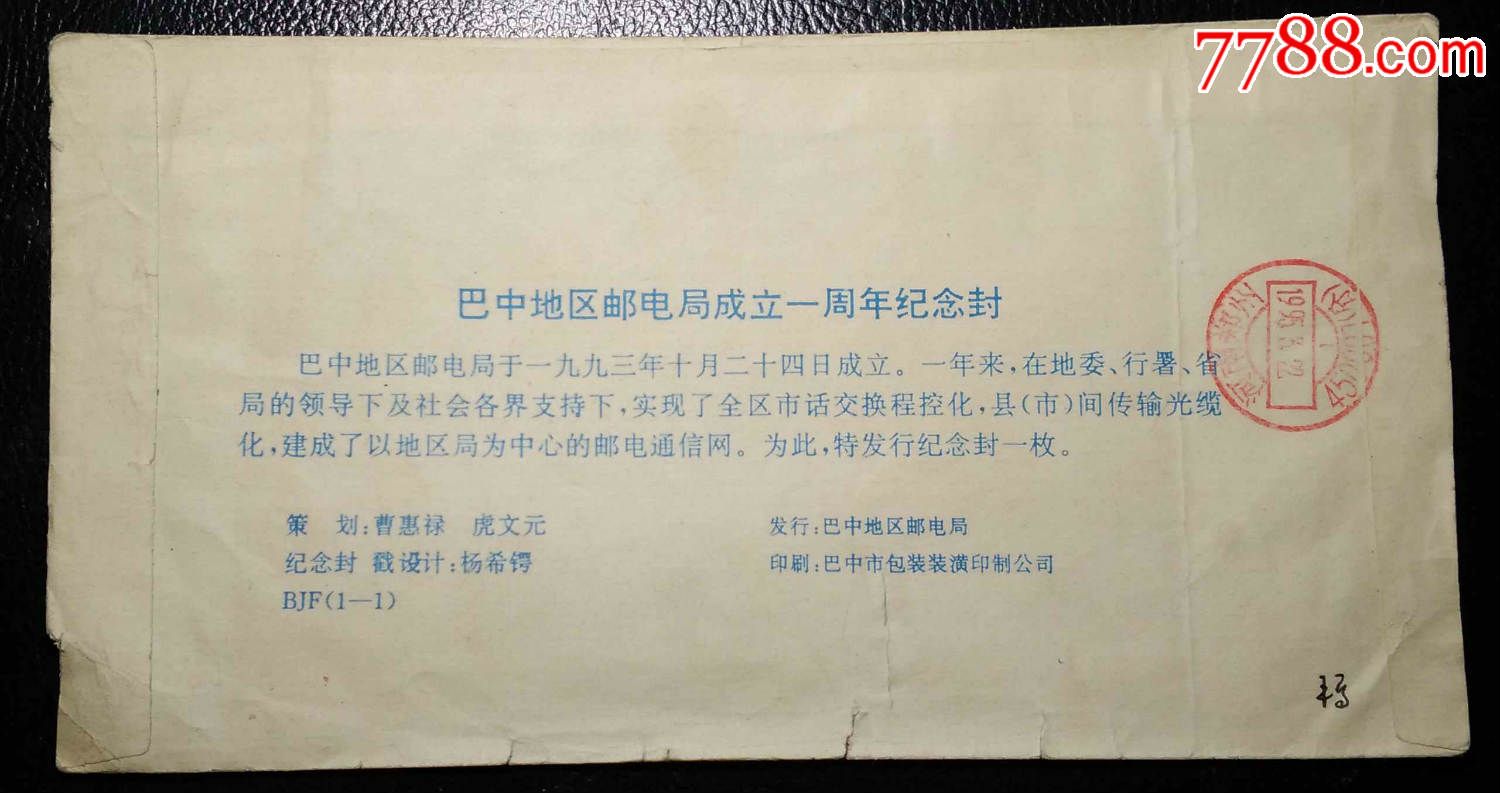 7788.com
巴中地区邮电局成立一周年纪念封
巴中地区邮电局于一九九三年十月二十四日成立。一年来,在地委、行署、省
局的领导下及社会各界支持下,实现了全区市话交换程控化,县(市)间传输光缆
化,建成了以地区局为中心的邮电通信网。为此,特发行纪念封一枚。
策 划:曹惠禄 虎文元
纪念封 戳设计:杨希锷
BJF(1—1)
发行:巴中地区邮电局
印刷:巴中市包装装潢印制公司
河南郑州